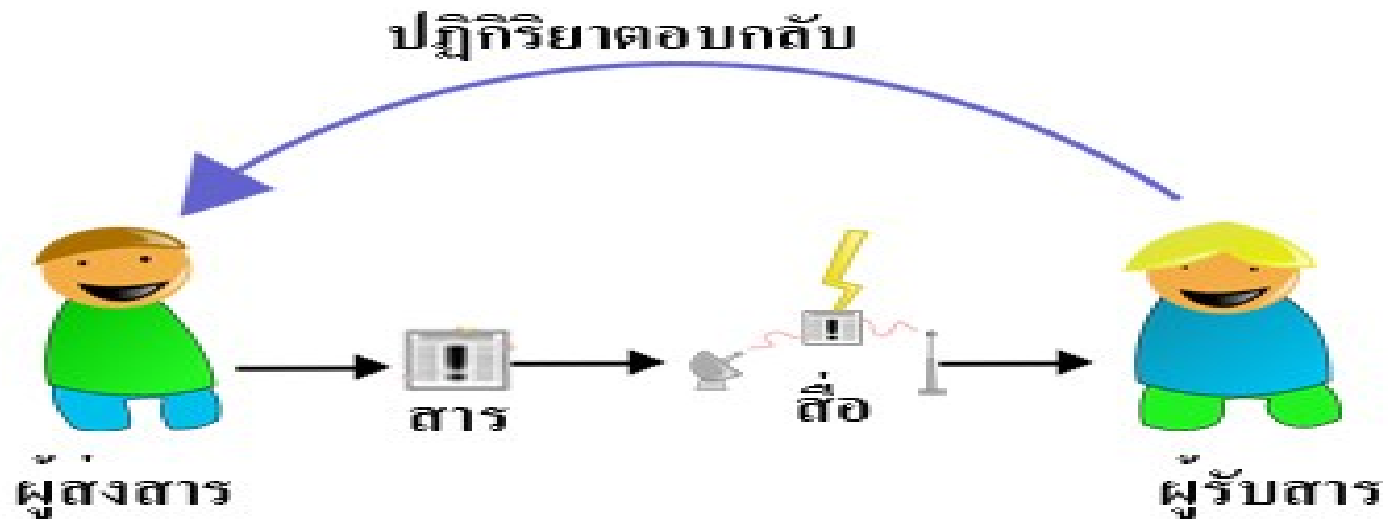 ปฏิกิริยาตอบกลับ
สาร
สื่อ
ผู้ส่งสาร
ผู้รับสาร